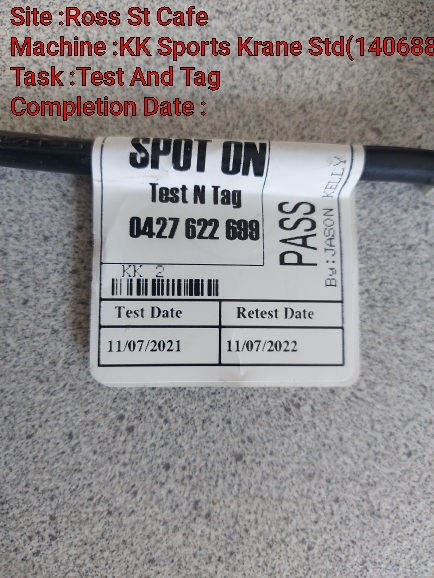 Site :Ross St Cafe
Machine :KK Sports Krane Std(140688
Task :Test And Tag
Completion Date :
SPOT ON
Test N Tag
0427 622 699
PASS
By: JASON KELLY
KK 2
Test Date Retest Date
11/07/2021 11/07/2022